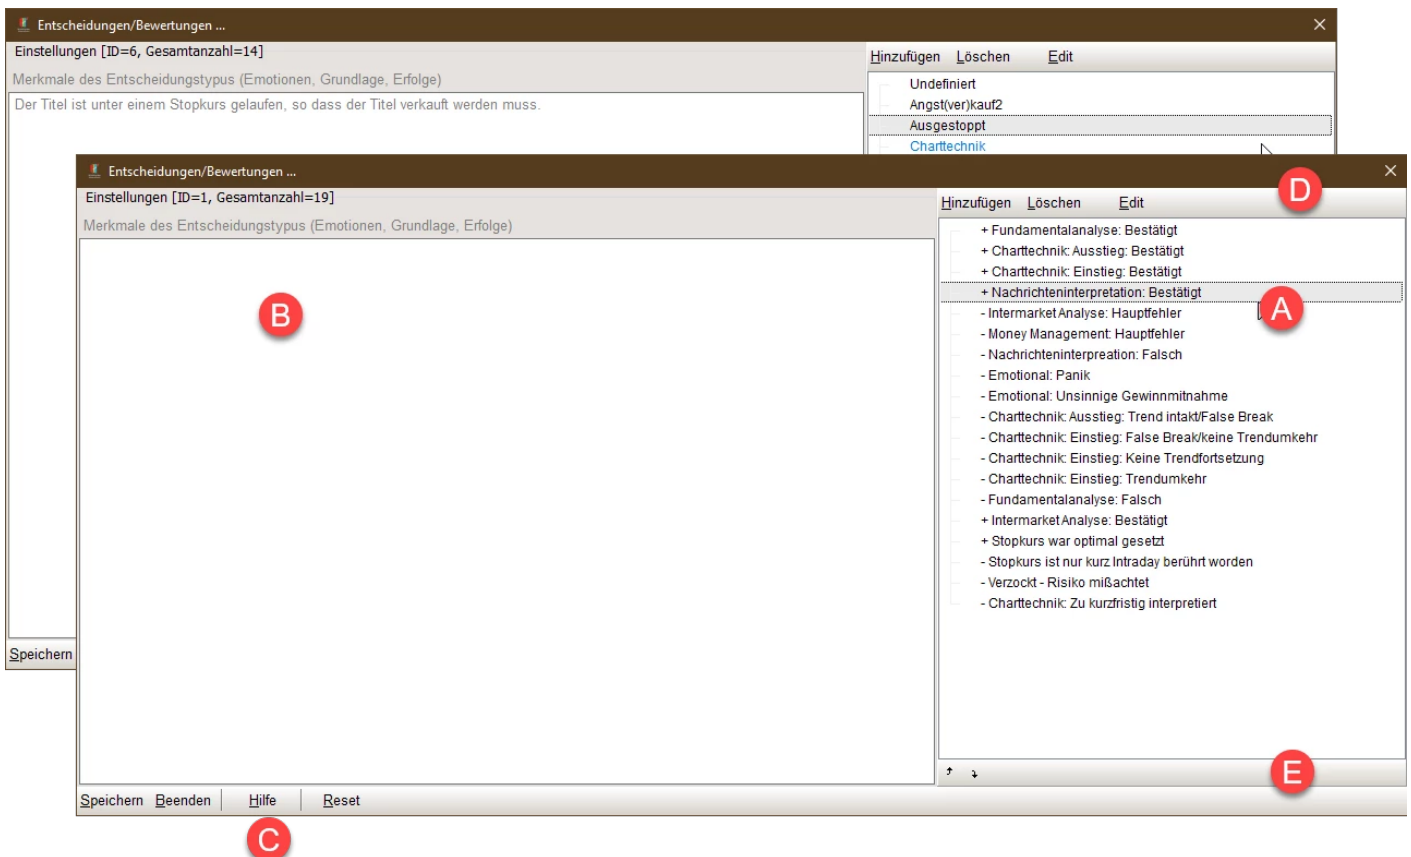 Entscheidungen/Bewertungen ...
Einstellungen [ID=6, Gesamtanzahl=14]
Merkmale des Entscheidungstypus (Emotionen, Grundlage, Erfolge)
Der Titel ist unter einem Stopkurs gelaufen, so dass der Titel verkauft werden muss.
Hinzufügen Löschen Edit
Undefiniert
Angst(ver)kauf2
Ausgestoppt
Charttechnik
Speichern
Entscheidungen/Bewertungen ...
Einstellungen [ID=1, Gesamtanzahl=19]
Merkmale des Entscheidungstypus (Emotionen, Grundlage, Erfolge)
B
Hinzufügen Löschen Edit
D
+ Fundamentalanalyse: Bestätigt
+ Charttechnik: Ausstieg: Bestätigt
+ Charttechnik: Einstieg: Bestätigt
+ Nachrichteninterpretation: Bestätigt
A
- Intermarket Analyse: Hauptfehler
- Money Management: Hauptfehler
- Nachrichteninterpreation: Falsch
- Emotional: Panik
- Emotional: Unsinnige Gewinnmitnahme
- Charttechnik: Ausstieg: Trend intakt/False Break
- Charttechnik: Einstieg: False Break/keine Trendumkehr
- Charttechnik: Einstieg: Keine Trendfortsetzung
- Charttechnik: Einstieg: Trendumkehr
- Fundamentalanalyse: Falsch
+ Intermarket Analyse: Bestätigt
+ Stopkurs war optimal gesetzt
- Stopkurs ist nur kurz Intraday berührt worden
- Verzockt - Risiko mißachtet
- Charttechnik: Zu kurzfristig interpretiert
E
Speichern Beenden Hilfe Reset
C